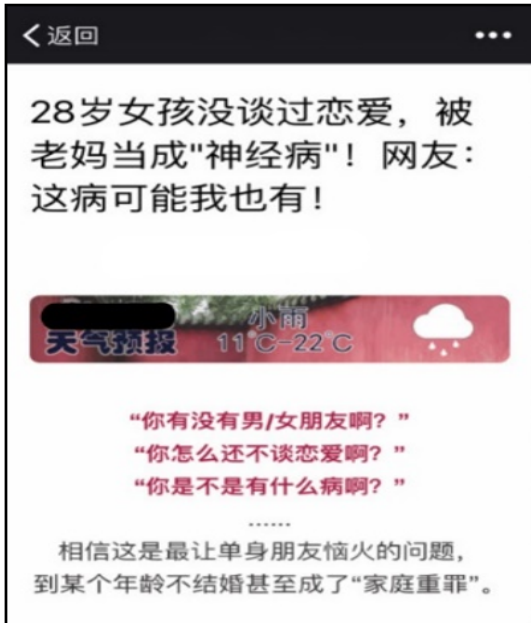 返回
28岁女孩没谈过恋爱，被
老妈当成"神经病"！网友：
这病可能我也有！
小雨
天气预报
11°C-22°C
“你有没有男/女朋友啊？”
“你怎么还不谈恋爱啊？”
“你是不是有什么病啊？”
......
相信这是最让单身朋友恼火的问题，
到某个年龄不结婚甚至成了“家庭重罪”。